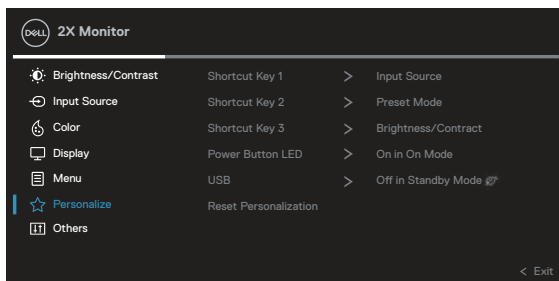 DELL 2X Monitor
Brightness/Contrast Shortcut Key 1 > Input Source
Input Source Shortcut Key 2 > Preset Mode
Color Shortcut Key 3 > Brightness/Contract
Display Power Button LED > On in On Mode
Menu USB > Off in Standby Mode
Personalize Reset Personalization
Others
< Exit